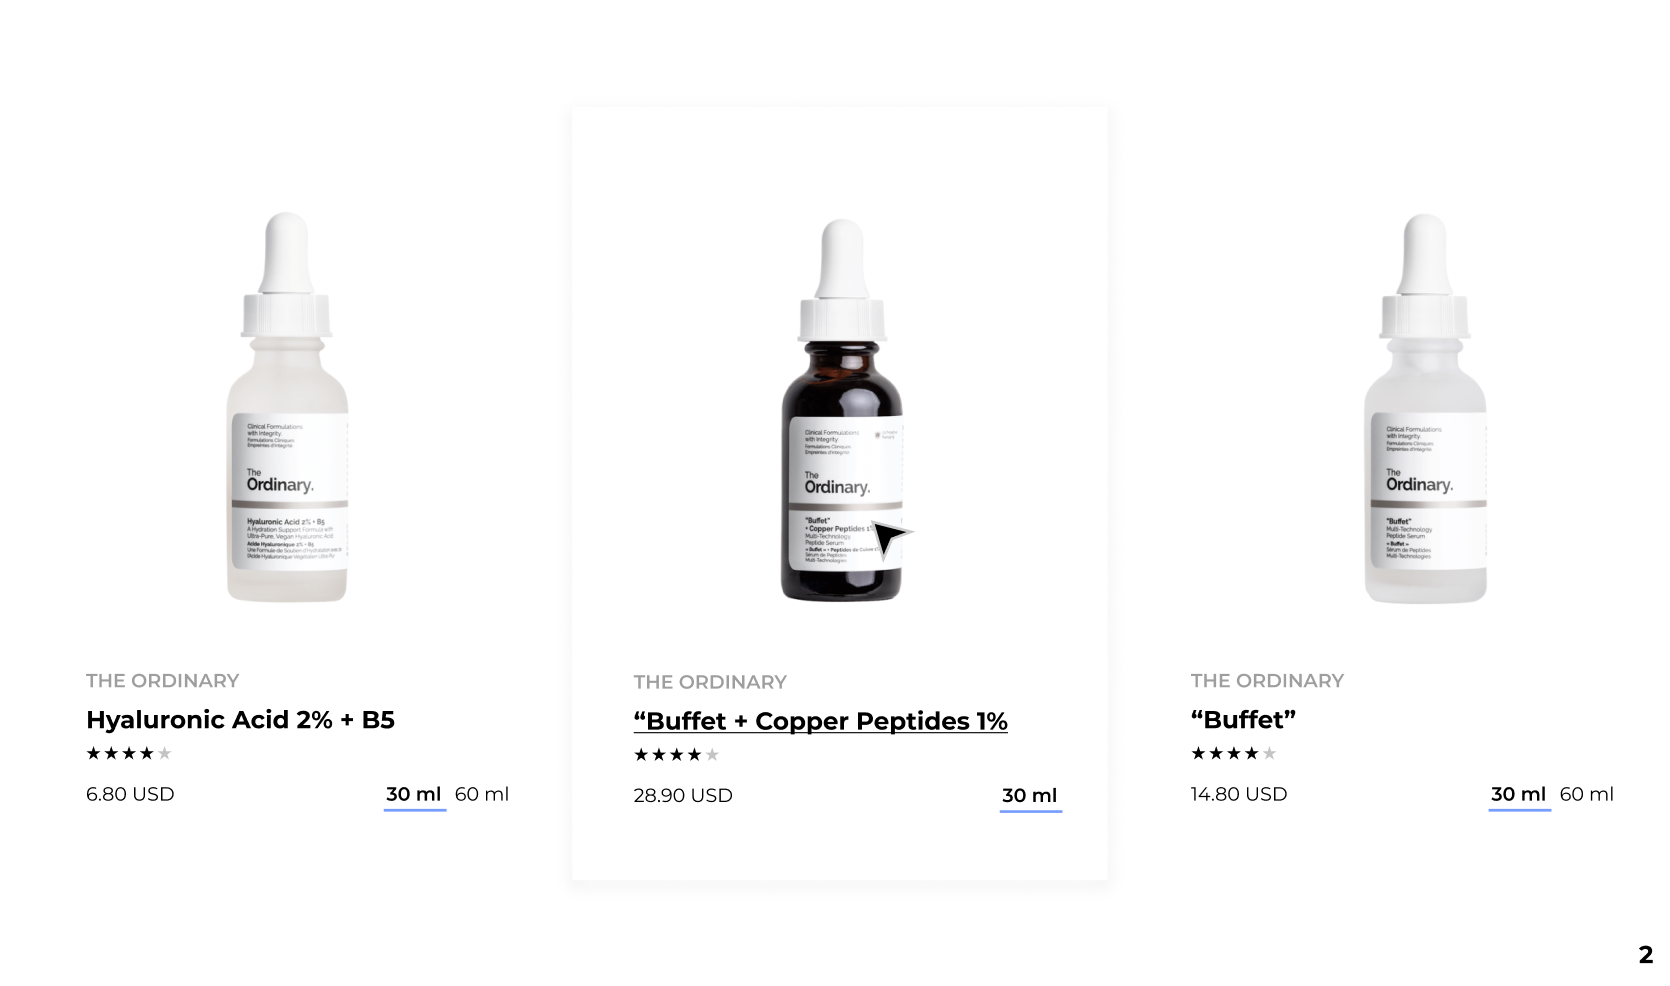 Clinical Formulations
with Integrity.
Formulations Cliniques
Empreintes d'Intégrité
The
Ordinary.
Hyaluronic Acid 2% + B5
A Hydration Support Formula with
Ultra-Pure, Vegan Hyaluronic Acid
Acide Hyaluronique 2% + B5
Une Formule de Soutien d'Hydratation avec de
l'Acide Hyaluronique Végétalien Ultra-Pur
THE ORDINARY
Hyaluronic Acid 2% + B5
★★★★★
6.80 USD
30 ml 60 ml
Clinical Formulations
with Integrity.
Formulations Cliniques
Empreintes d'Intégrité
The
Ordinary.
"Buffet"
+ Copper Peptides 1%
Multi-Technology
Peptide Serum
« Buffet » + Peptides de Cuivre 1%
Sérum de Peptides
Multi-Technologies
THE ORDINARY
“Buffet + Copper Peptides 1%
★★★★★
28.90 USD
30 ml
Clinical Formulations
with Integrity.
Formulations Cliniques
Empreintes d'Intégrité
The
Ordinary.
"Buffet"
Multi-Technology
Peptide Serum
« Buffet »
Sérum de Peptides
Multi-Technologies
THE ORDINARY
“Buffet”
★★★★★
14.80 USD
30 ml 60 ml
2